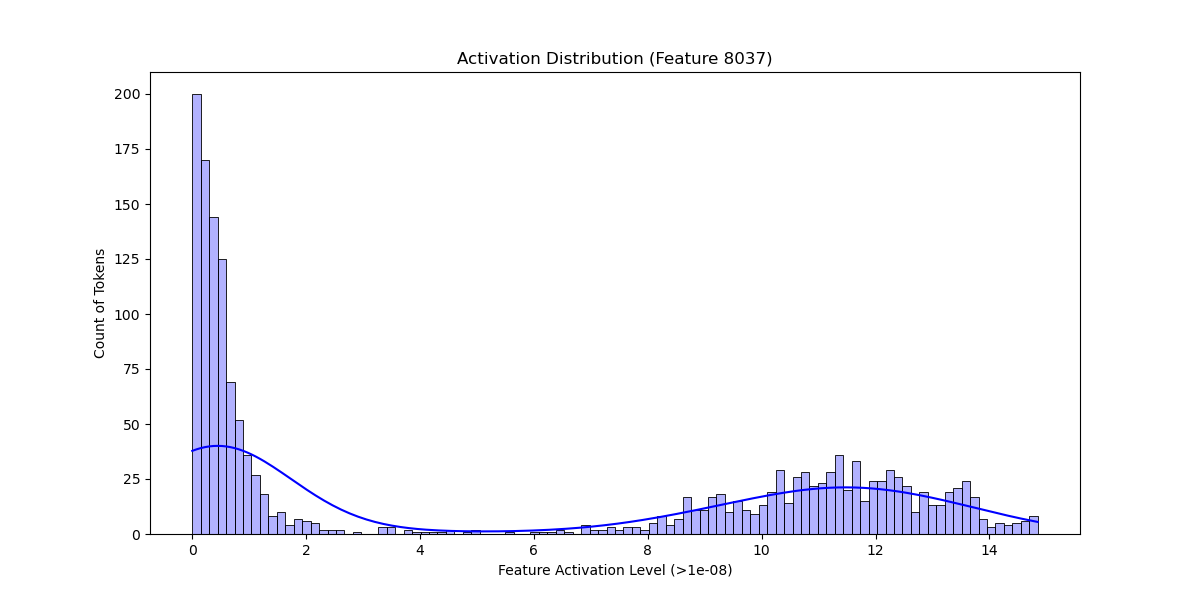 Activation Distribution (Feature 8037)
200
175
150
125
100
75
50
25
0
Count of Tokens
0 2 4 6 8 10 12 14
Feature Activation Level (>1e-08)